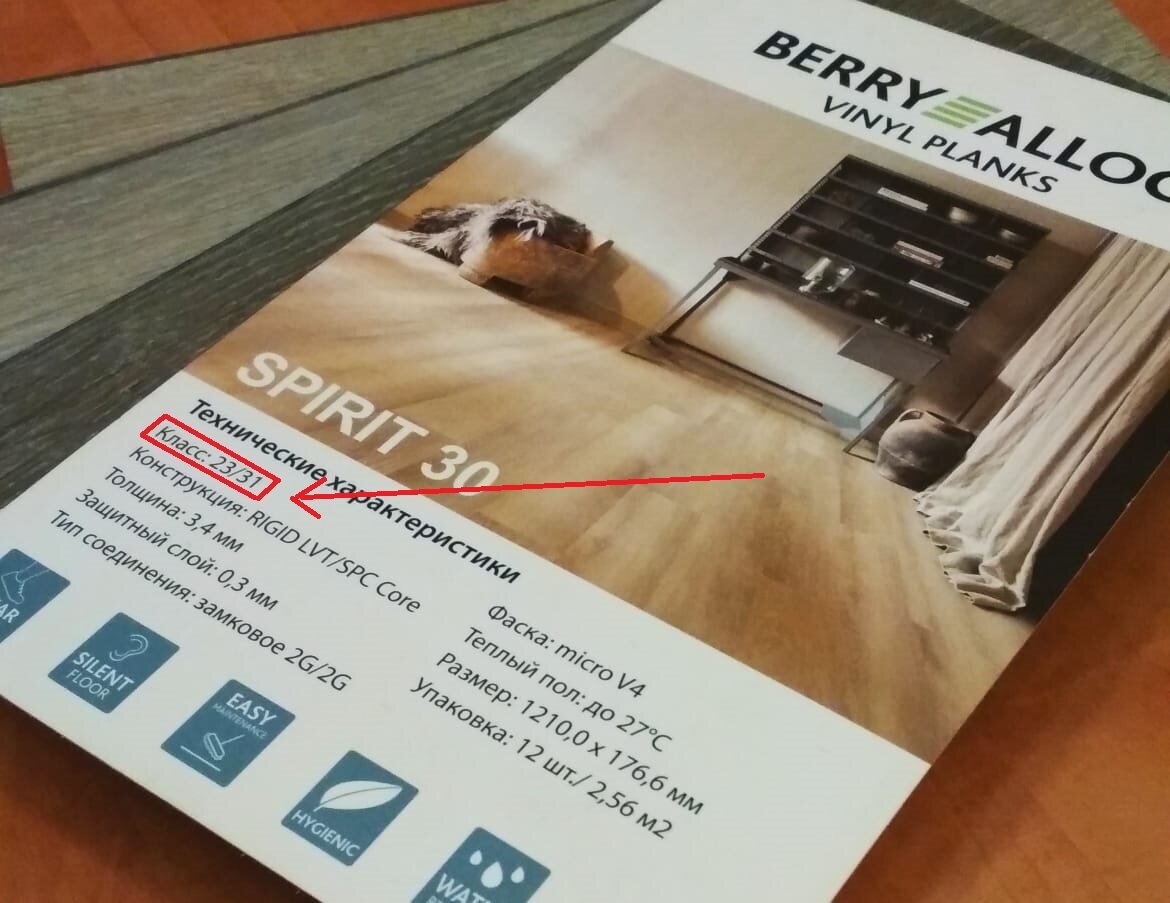 BERRY ALLOC
VINYL PLANKS
SPIRIT 30
Технические характеристики
Класс: 23/31
Конструкция: RIGID LVT/SPC Core
Толщина: 3,4 мм
Защитный слой: 0,3 мм
Тип соединения: замковое 2G/2G
Фаска: micro V4
Теплый пол: до 27°C
Размер: 1210,0 x 176,6 мм
Упаковка: 12 шт./ 2,56 м2
SILENT
FLOOR
EASY
MAINTENANCE
HYGIENIC